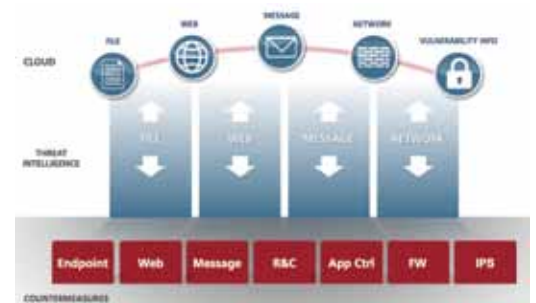 MESSAGE
WEB
NETWORK
FILE
VULNERABILITY INFO
CLOUD
FILE
WEB
MESSAGE
NETWORK
THREAT
INTELLIGENCE
Endpoint
Web
Message
R&C
App Ctrl
FW
IPS
COUNTERMEASURES